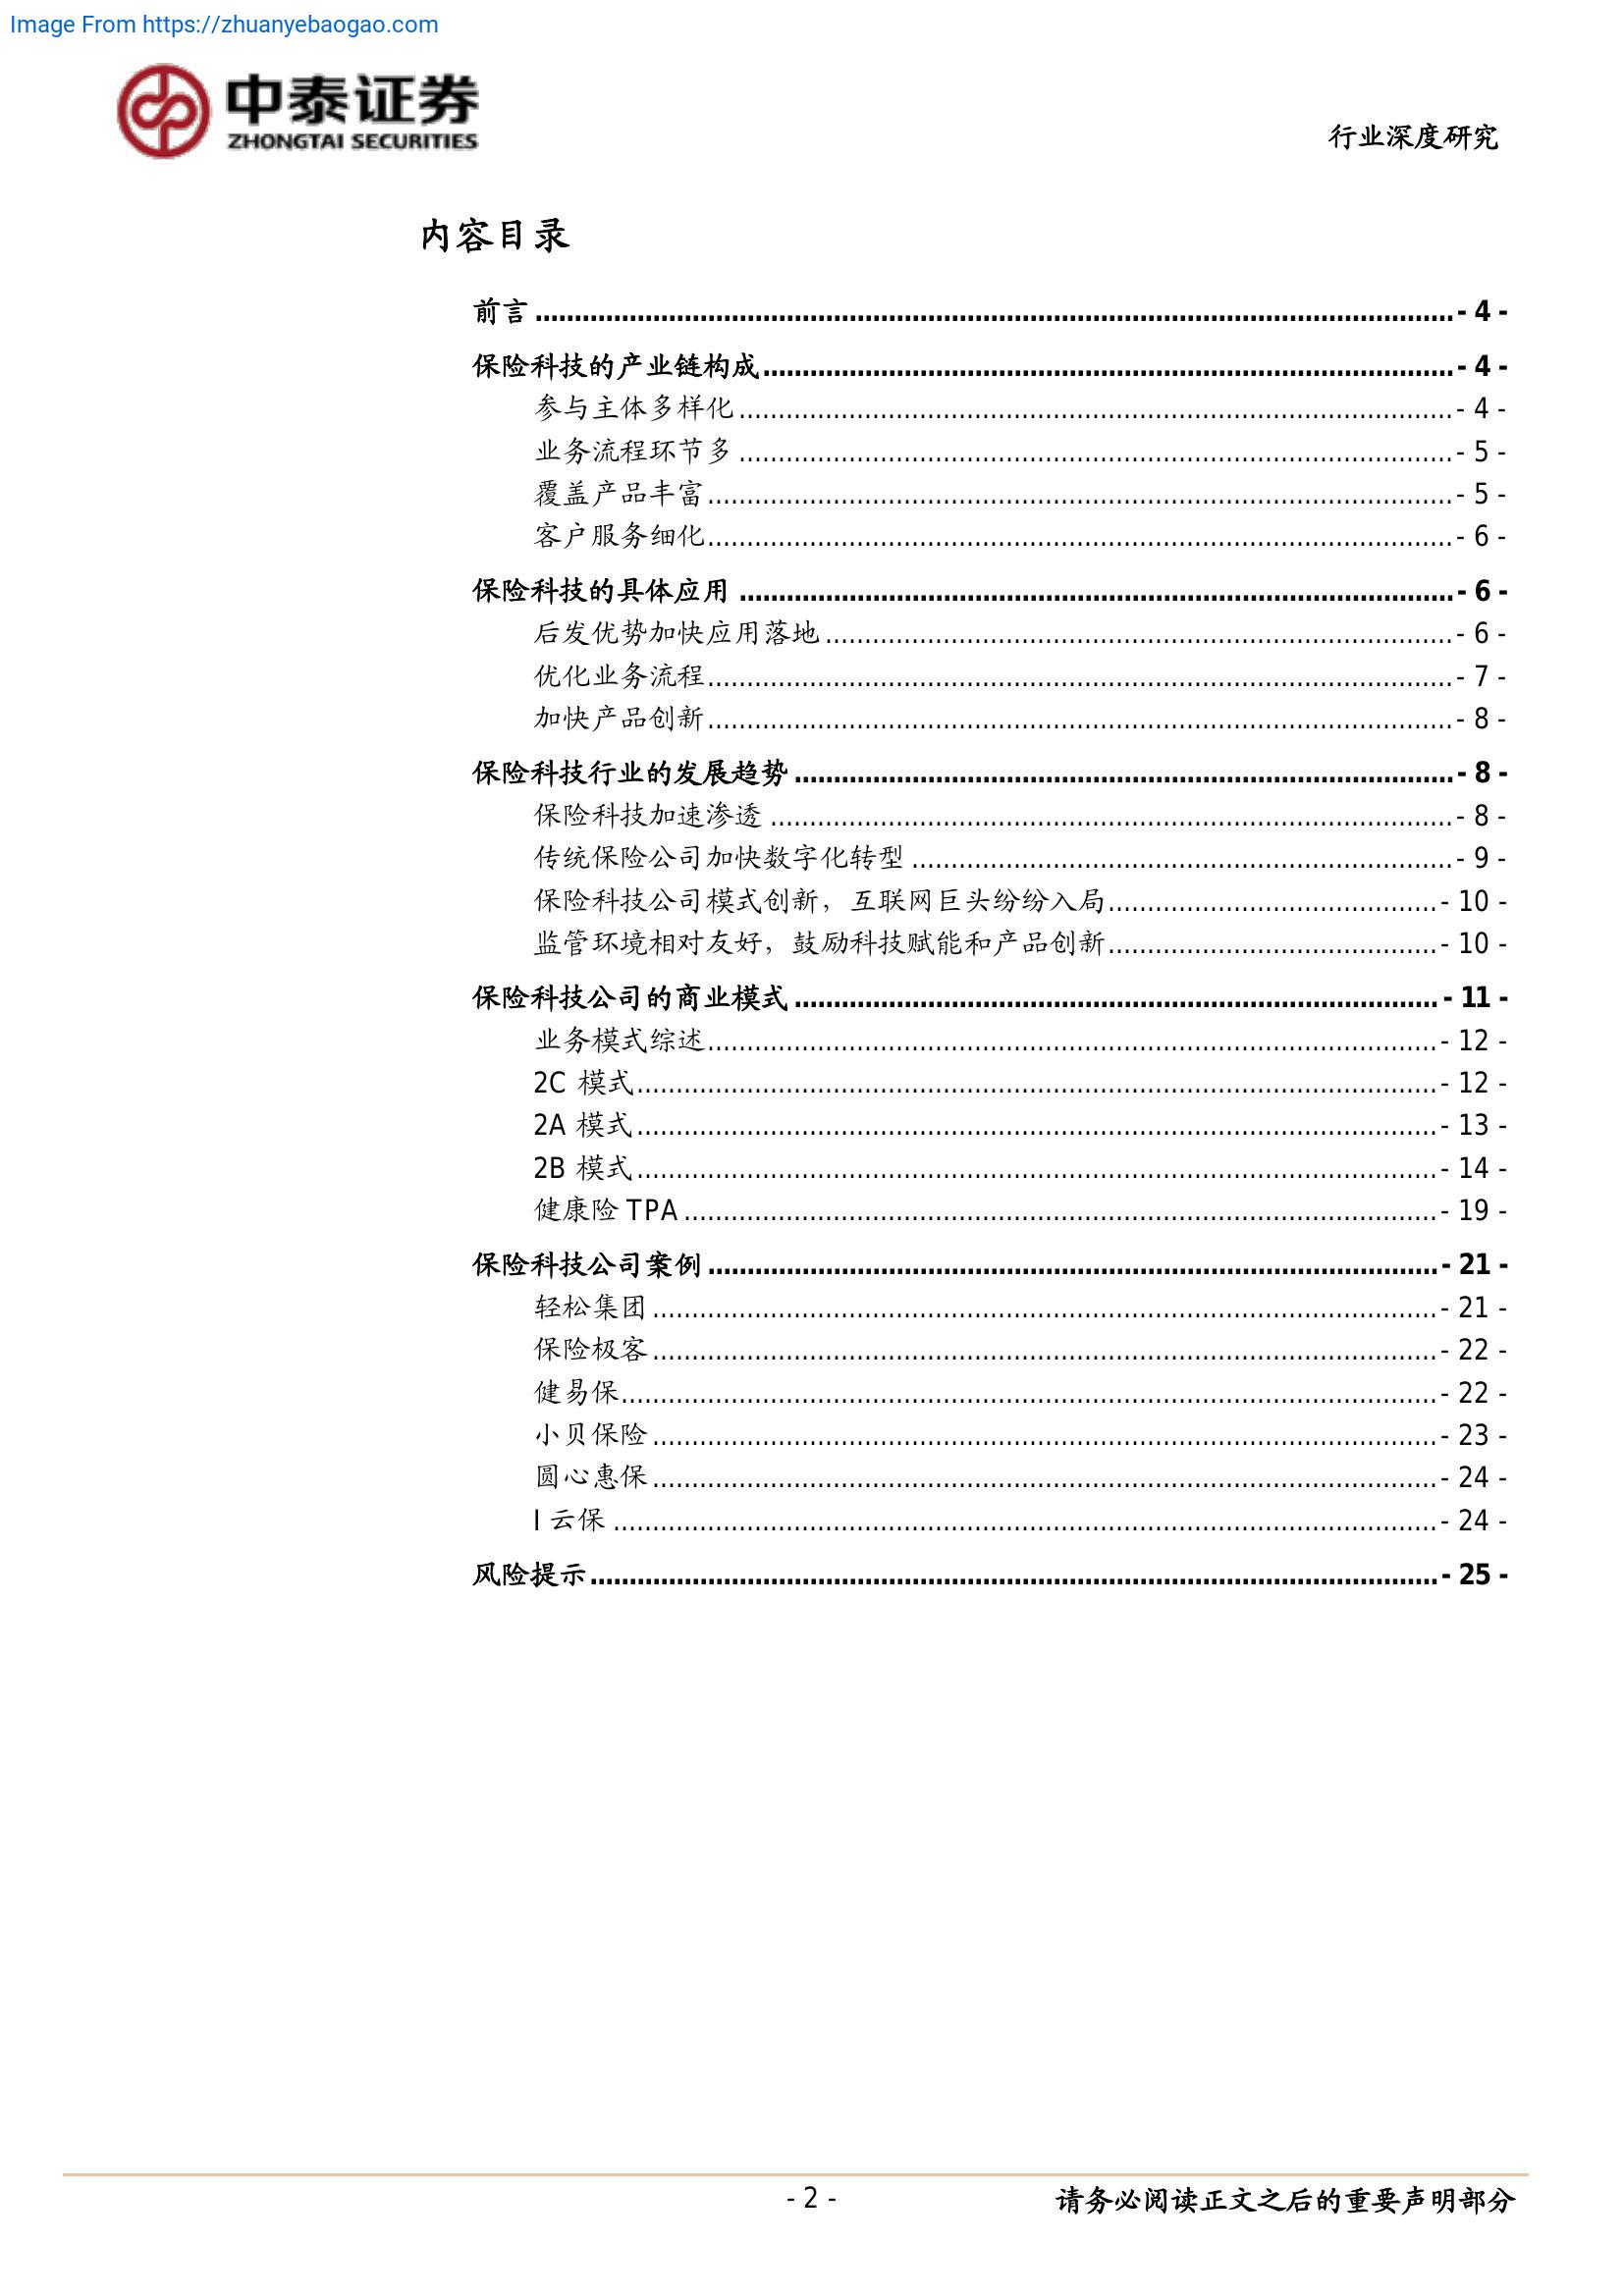 Image From https://zhuanyebaogao.com
中泰证券
ZHONGTAI SECURITIES
行业深度研究
内容目录
前言 ........................................ - 4 -
保险科技的产业链构成 ........................................ - 4 -
参与主体多样化 ........................................ - 4 -
业务流程环节多 ........................................ - 5 -
覆盖产品丰富 ........................................ - 5 -
客户服务细化 ........................................ - 6 -
保险科技的具体应用 ........................................ - 6 -
后发优势加快应用落地 ........................................ - 6 -
优化业务流程 ........................................ - 7 -
加快产品创新 ........................................ - 8 -
保险科技行业的发展趋势 ........................................ - 8 -
保险科技加速渗透 ........................................ - 8 -
传统保险公司加快数字化转型 ........................................ - 9 -
保险科技公司模式创新，互联网巨头纷纷入局 ........................................ - 10 -
监管环境相对友好，鼓励科技赋能和产品创新 ........................................ - 10 -
保险科技公司的商业模式 ........................................ - 11 -
业务模式综述 ........................................ - 12 -
2C 模式 ........................................ - 12 -
2A 模式 ........................................ - 13 -
2B 模式 ........................................ - 14 -
健康险 TPA ........................................ - 19 -
保险科技公司案例 ........................................ - 21 -
轻松集团 ........................................ - 21 -
保险极客 ........................................ - 22 -
健易保 ........................................ - 22 -
小贝保险 ........................................ - 23 -
圆心惠保 ........................................ - 24 -
I 云保 ........................................ - 24 -
风险提示 ........................................ - 25 -
- 2 -
请务必阅读正文之后的重要声明部分